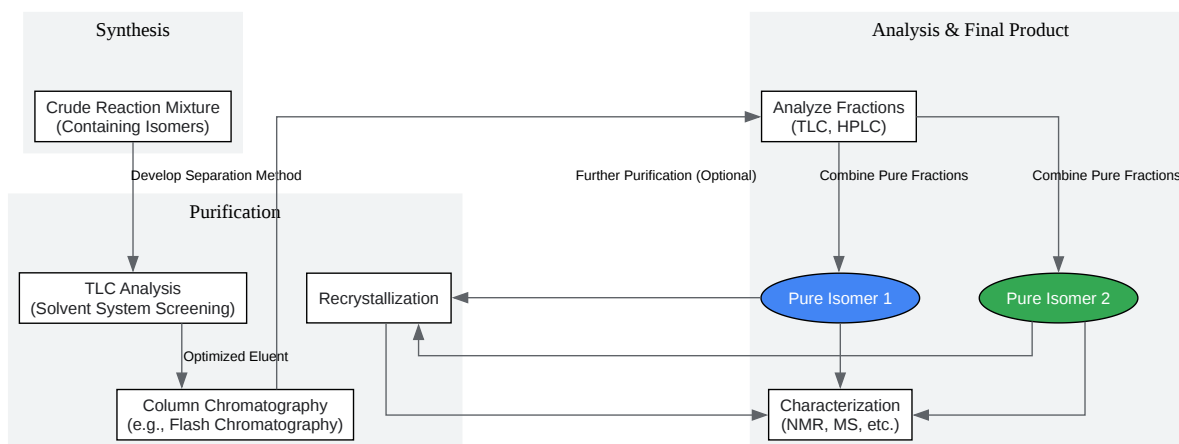 Synthesis
Analysis & Final Product
Crude Reaction Mixture
(Containing Isomers)
Analyze Fractions
(TLC, HPLC)
Develop Separation Method
Further Purification (Optional)
Combine Pure Fractions
Combine Pure Fractions
Purification
TLC Analysis
(Solvent System Screening)
Recrystallization
Pure Isomer 1
Pure Isomer 2
Optimized Eluent
Column Chromatography
(e.g., Flash Chromatography)
Characterization
(NMR, MS, etc.)